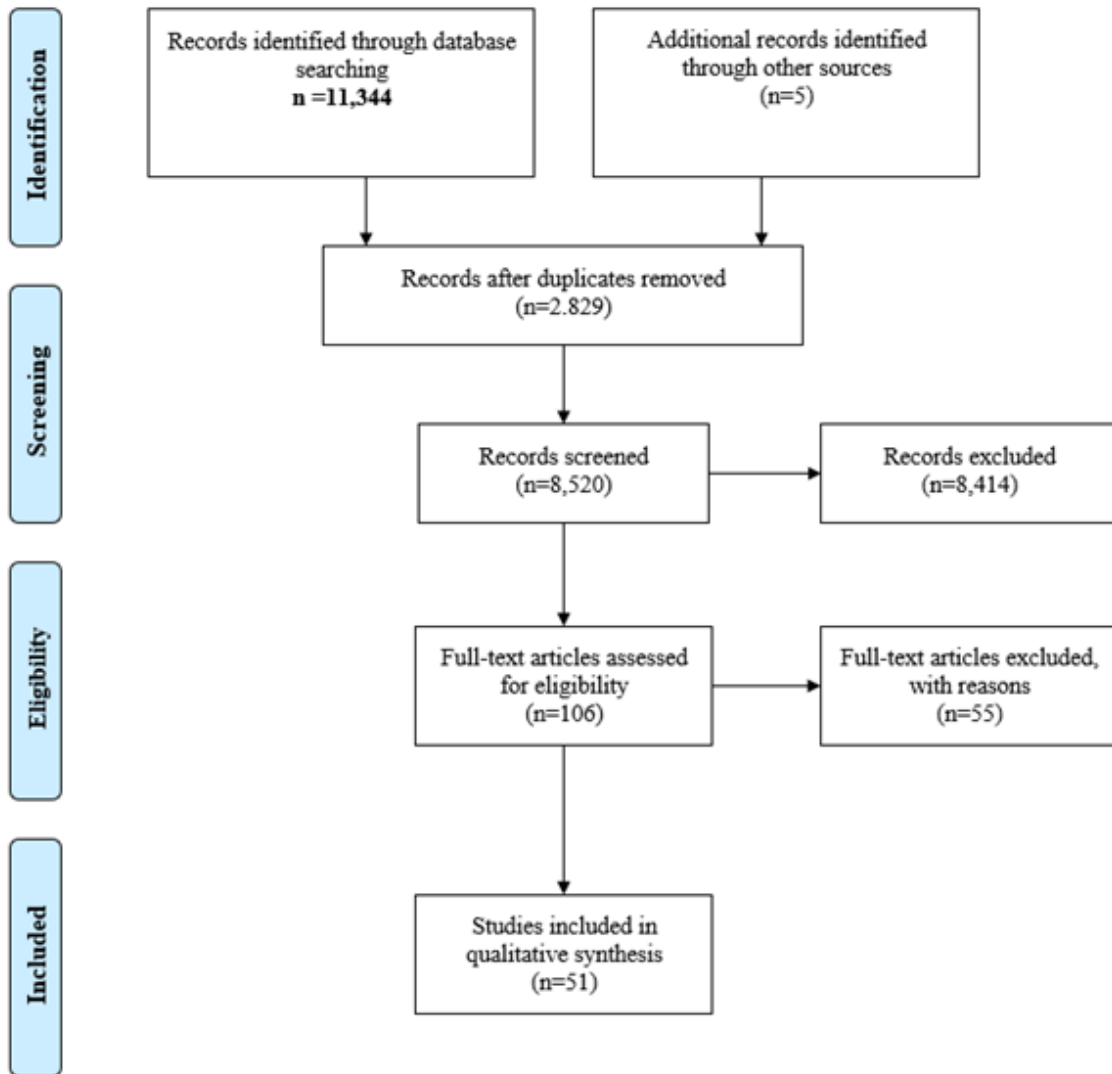 Identification
Records identified through database
searching
n =11,344
Additional records identified
through other sources
(n=5)
Records after duplicates removed
(n=2.829)
Screening
Records screened
(n=8,520)
Records excluded
(n=8,414)
Eligibility
Full-text articles assessed
for eligibility
(n=106)
Full-text articles excluded,
with reasons
(n=55)
Included
Studies included in
qualitative synthesis
(n=51)